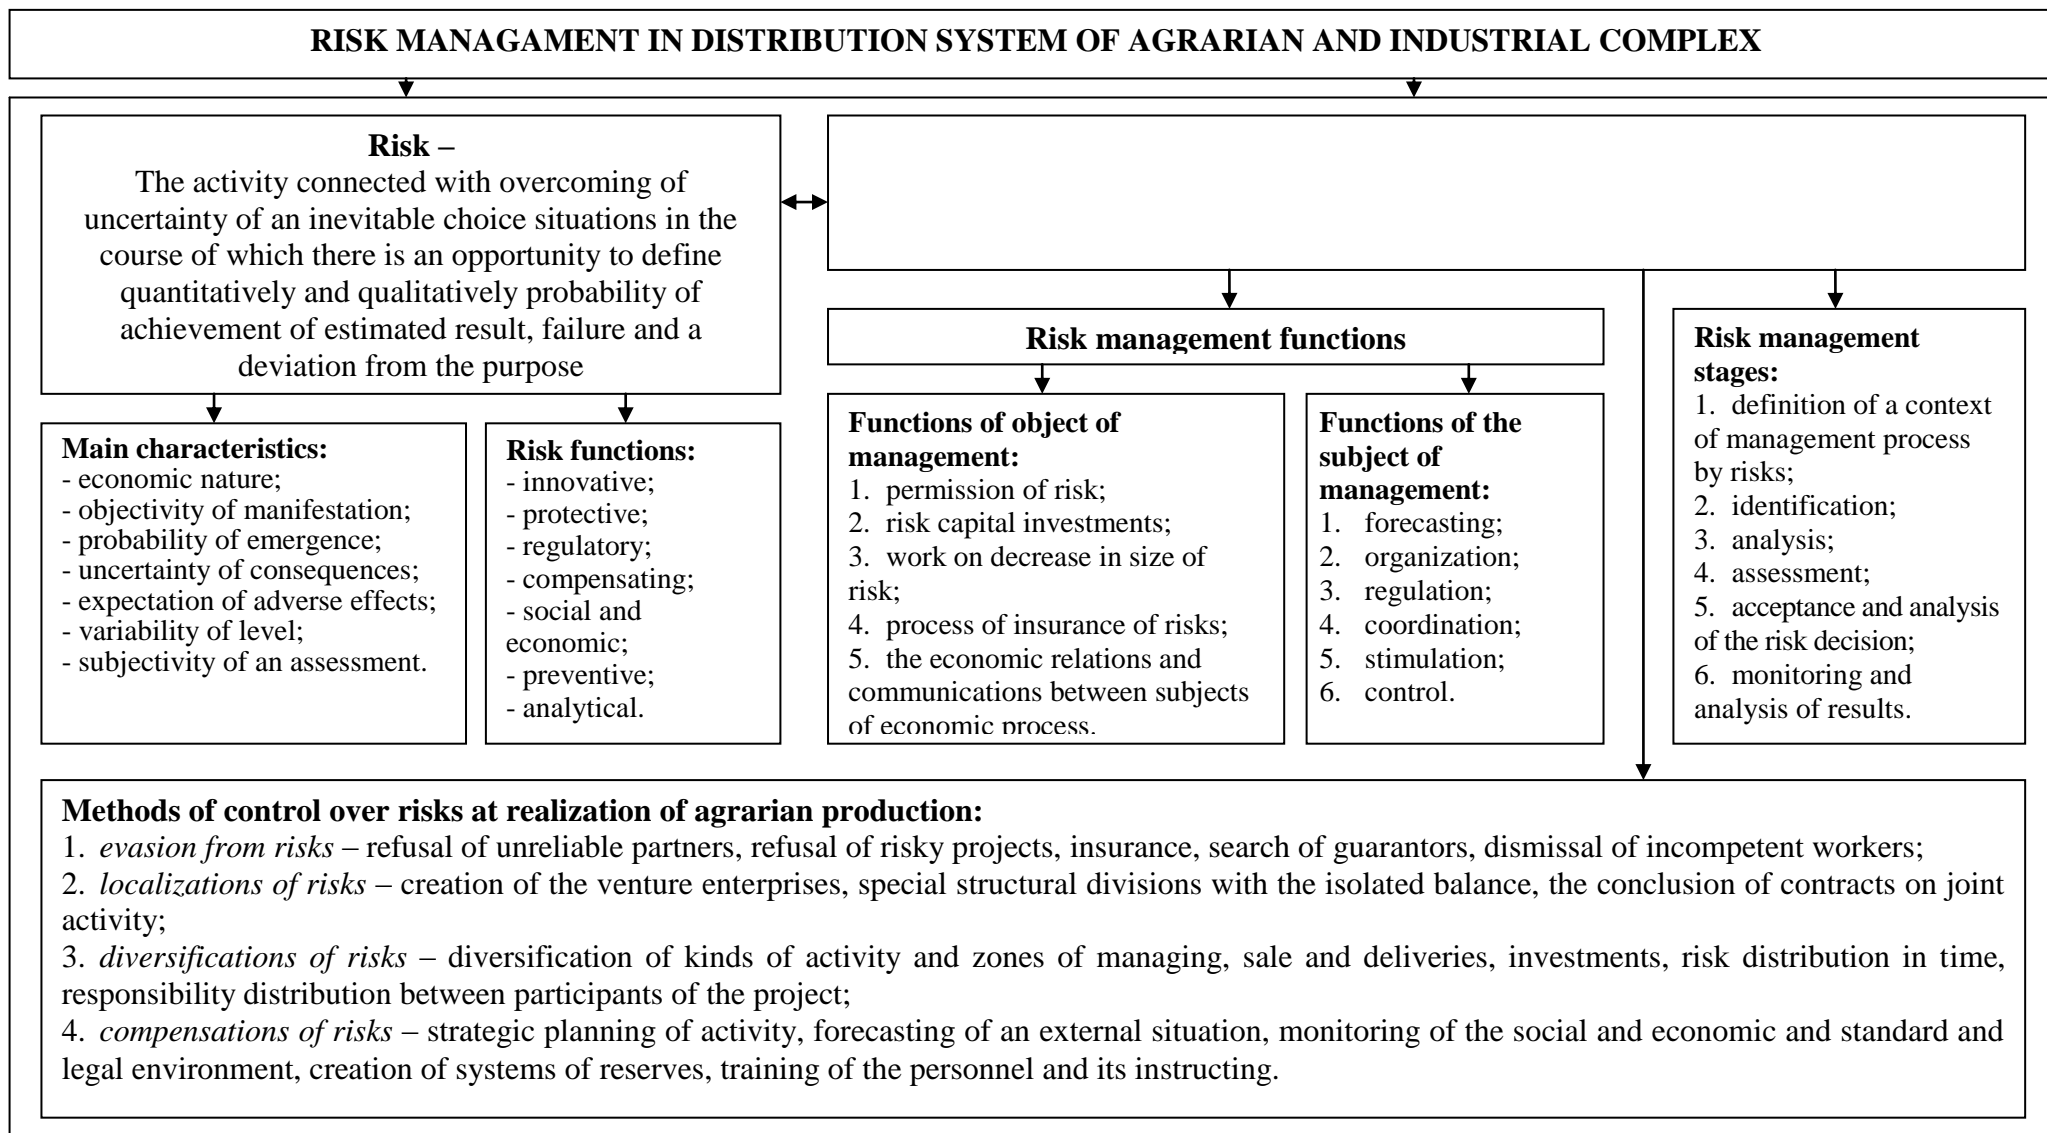 RISK MANAGAMENT IN DISTRIBUTION SYSTEM OF AGRARIAN AND INDUSTRIAL COMPLEX
Risk –
The activity connected with overcoming of
uncertainty of an inevitable choice situations in the
course of which there is an opportunity to define
quantitatively and qualitatively probability of
achievement of estimated result, failure and a
deviation from the purpose
Main characteristics:
- economic nature;
- objectivity of manifestation;
- probability of emergence;
- uncertainty of consequences;
- expectation of adverse effects;
- variability of level;
- subjectivity of an assessment.
Risk functions:
- innovative;
- protective;
- regulatory;
- compensating;
- social and
economic;
- preventive;
- analytical.
Risk management functions
Functions of object of
management:
1. permission of risk;
2. risk capital investments;
3. work on decrease in size of
risk;
4. process of insurance of risks;
5. the economic relations and
communications between subjects
of economic process.
Functions of the
subject of
management:
1. forecasting;
2. organization;
3. regulation;
4. coordination;
5. stimulation;
6. control.
Risk management
stages:
1. definition of a context
of management process
by risks;
2. identification;
3. analysis;
4. assessment;
5. acceptance and analysis
of the risk decision;
6. monitoring and
analysis of results.
Methods of control over risks at realization of agrarian production:
1. evasion from risks – refusal of unreliable partners, refusal of risky projects, insurance, search of guarantors, dismissal of incompetent workers;
2. localizations of risks – creation of the venture enterprises, special structural divisions with the isolated balance, the conclusion of contracts on joint
activity;
3. diversifications of risks – diversification of kinds of activity and zones of managing, sale and deliveries, investments, risk distribution in time,
responsibility distribution between participants of the project;
4. compensations of risks – strategic planning of activity, forecasting of an external situation, monitoring of the social and economic and standard and
legal environment, creation of systems of reserves, training of the personnel and its instructing.